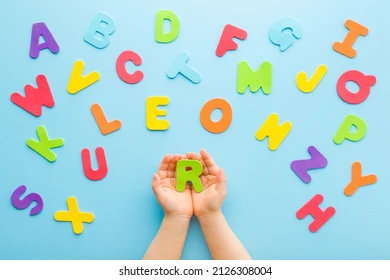 A B D F G I
W V C T M J Q
K L E O N P
S U X R R Y H
shutterstock.com · 2126308004